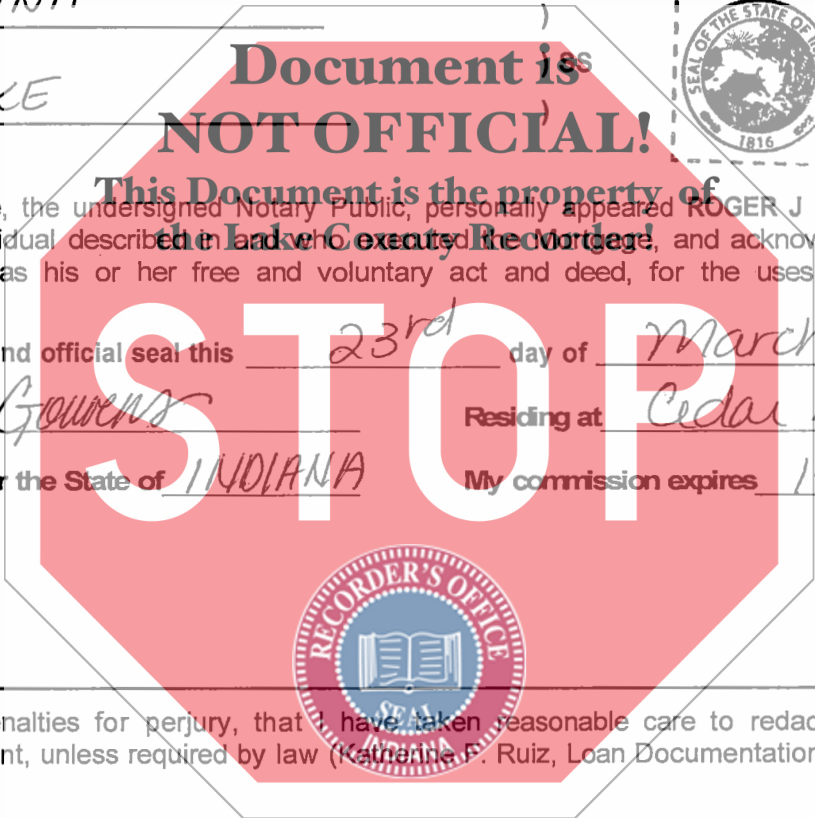 )
Document is
) SS
KE
NOT OFFICIAL!
)
SEAL OF THE STATE OF
1816
This Document is the property of
the Lake County Recorder!
, the undersigned Notary Public, personally appeared ROGER J
idual described in and who executed the Mortgage, and acknow
as his or her free and voluntary act and deed, for the uses
STOP
nd official seal this 23rd day of March
Gouwens Residing at Cedar
r the State of INDIANA My commission expires
RECORDER'S OFFICE
SEAL
INDIANA
nalties for perjury, that I have taken reasonable care to redac
nt, unless required by law (Katherine P. Ruiz, Loan Documentation